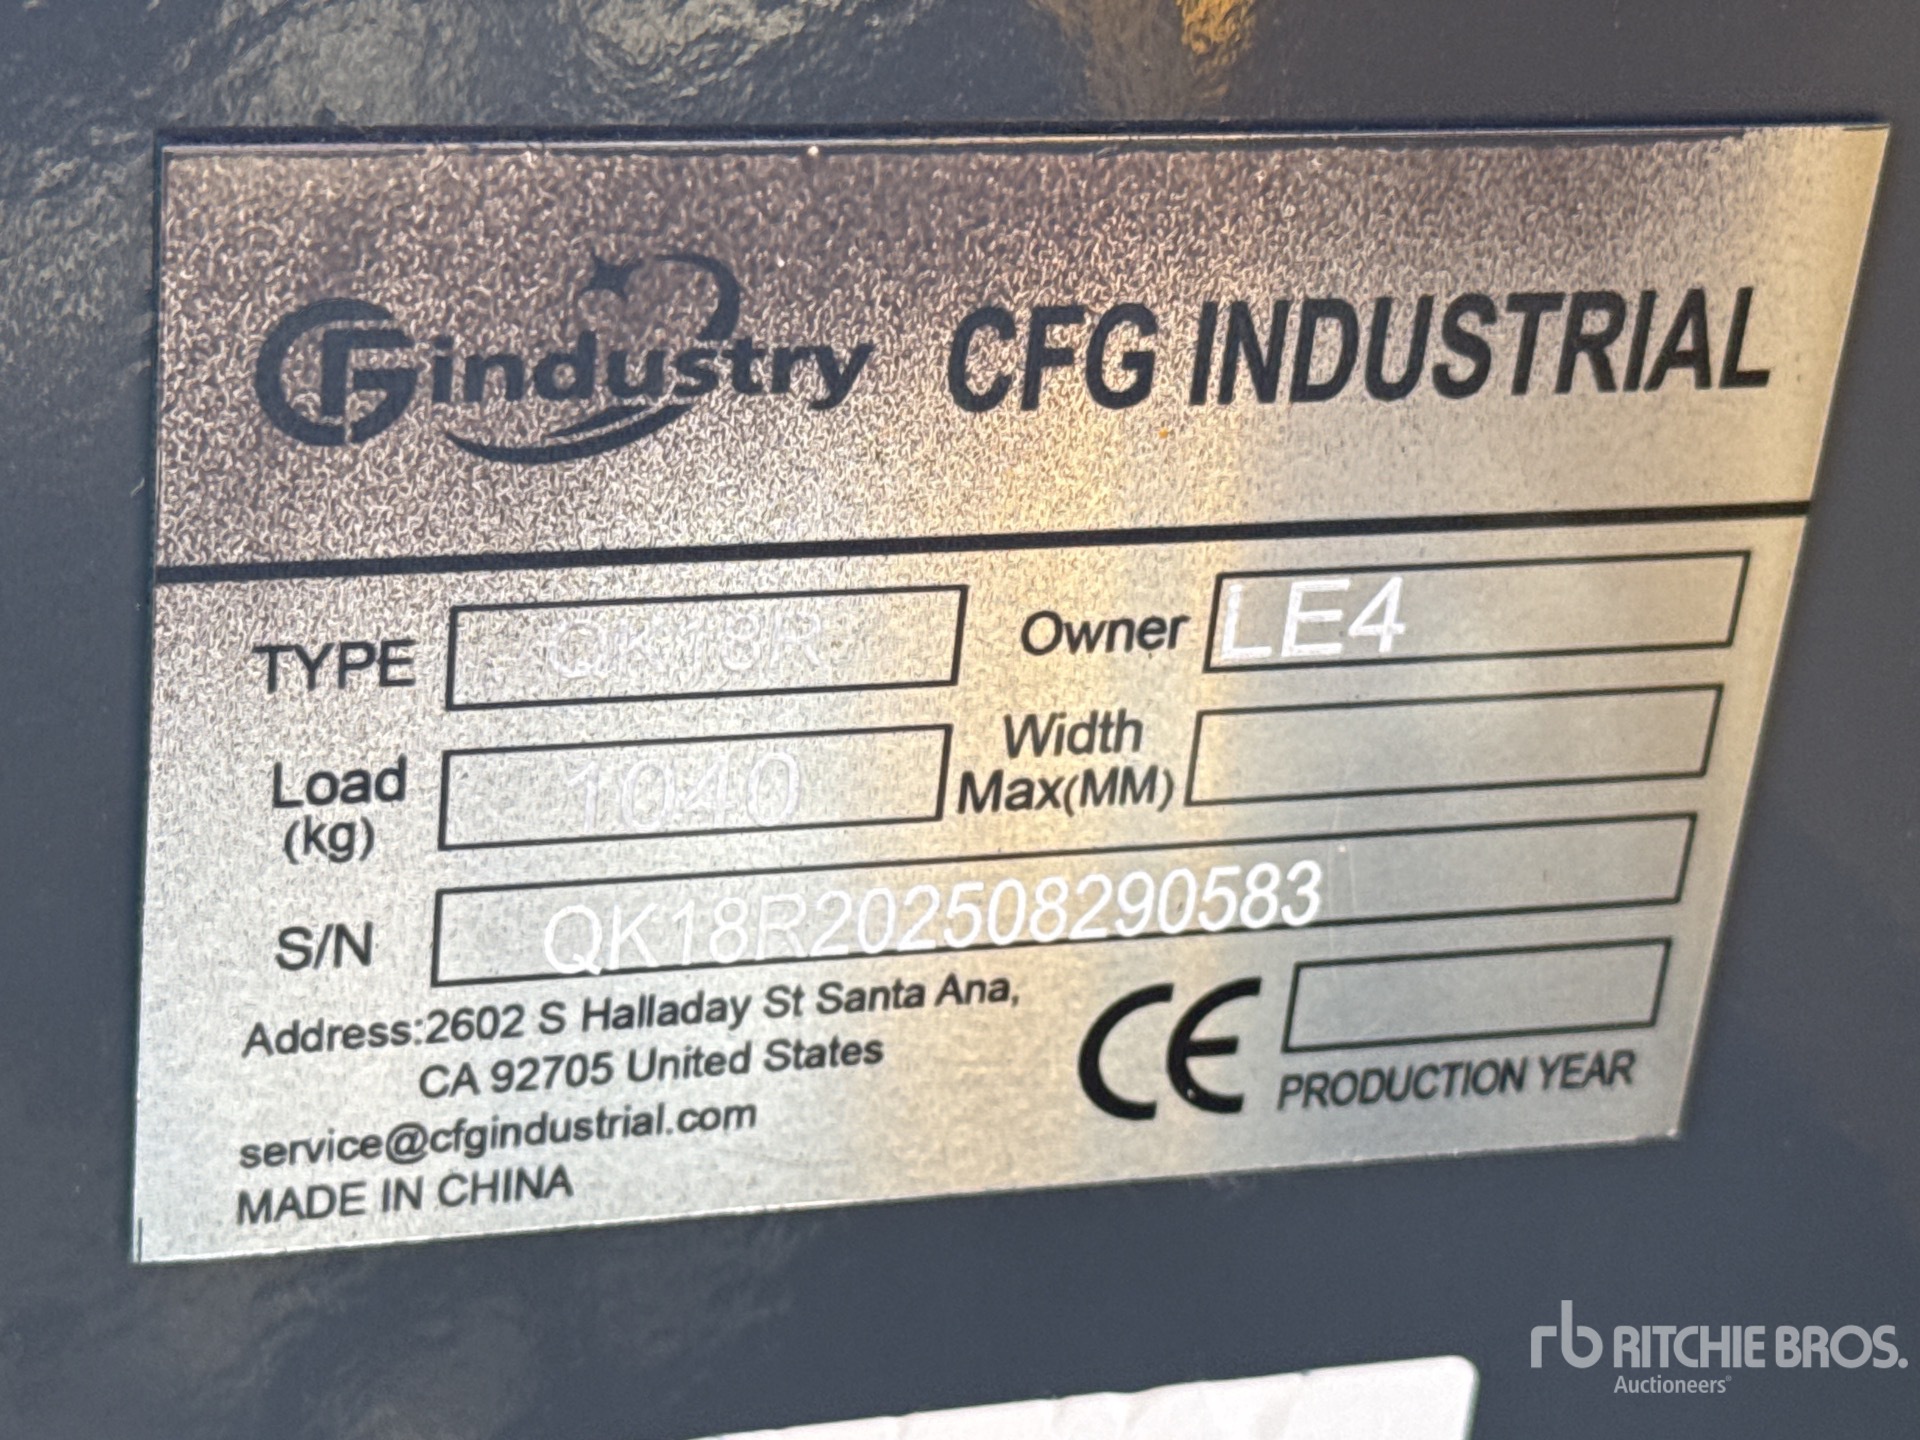 CFGindustry CFG INDUSTRIAL
TYPE QK18R Owner LE4
Load (kg) 1040 Width Max(MM)
S/N QK18R202508290583
Address:2602 S Halladay St Santa Ana,
CA 92705 United States
service@cfgindustrial.com
MADE IN CHINA
CE PRODUCTION YEAR
rb RITCHIE BROS.
Auctioneers